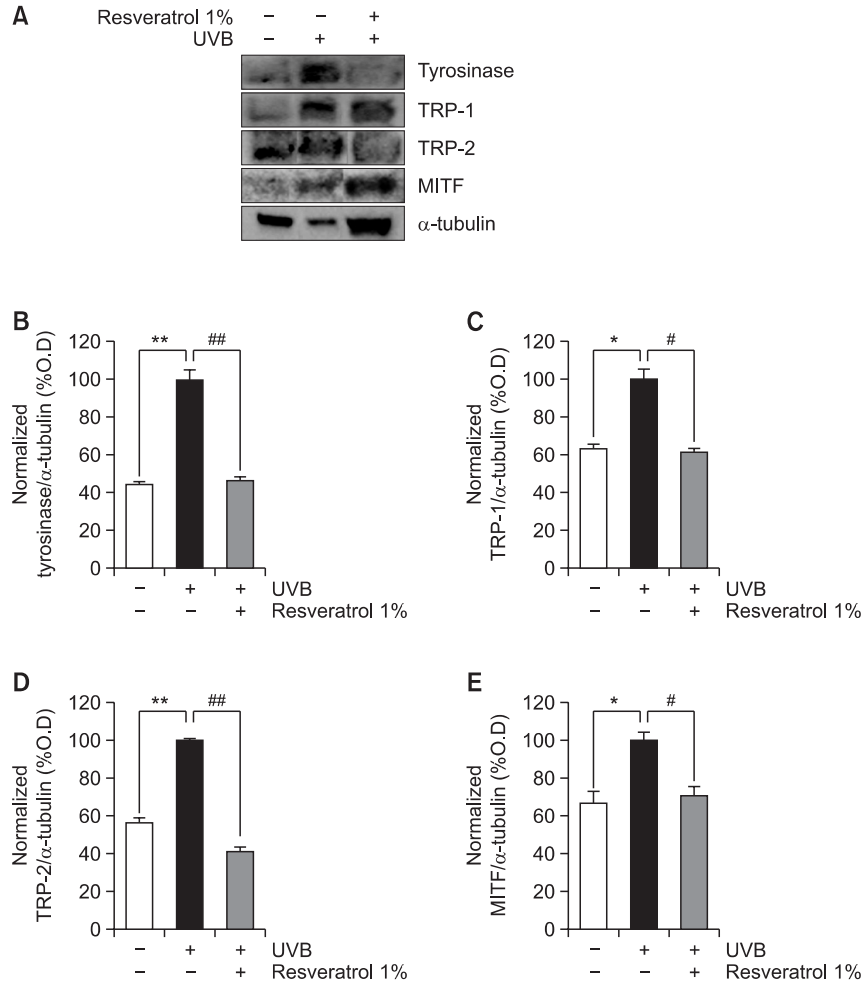 A
Resveratrol 1% – – +
UVB – + +
Tyrosinase
TRP-1
TRP-2
MITF
α-tubulin
B
Normalized
tyrosinase/α-tubulin (%O.D)
120
100
80
60
40
20
0
** ##
– + + UVB
– – + Resveratrol 1%
C
Normalized
TRP-1/α-tubulin (%O.D)
120
100
80
60
40
20
0
* #
– + + UVB
– – + Resveratrol 1%
D
Normalized
TRP-2/α-tubulin (%O.D)
120
100
80
60
40
20
0
** ##
– + + UVB
– – + Resveratrol 1%
E
Normalized
MITF/α-tubulin (%O.D)
120
100
80
60
40
20
0
* #
– + + UVB
– – + Resveratrol 1%